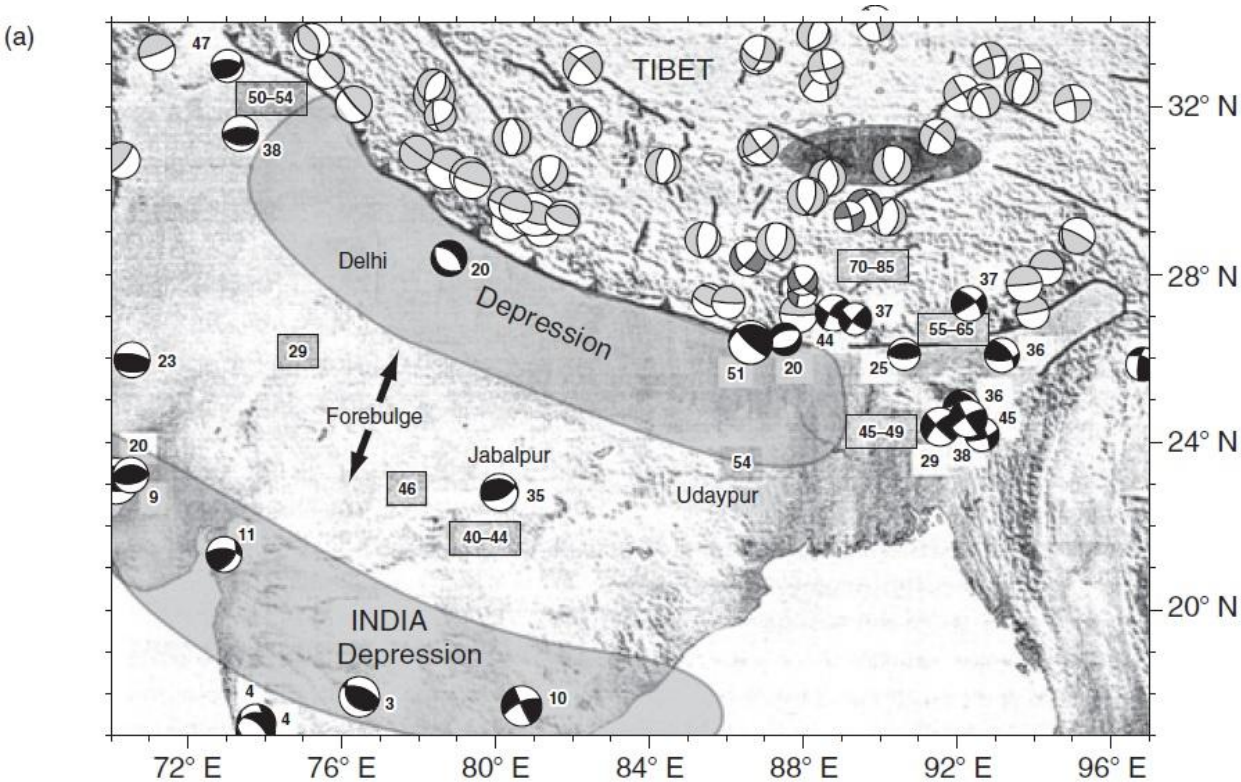 (a)
47
TIBET
50–54
32° N
38
70–85
28° N
Delhi
20
37
Depression
37
55–65
44
29
51
20
25
36
23
36
Forebulge
45
45–49
24° N
20
54
29
38
Jabalpur
46
35
Udaypur
9
11
40–44
20° N
INDIA
Depression
4
3
10
4
72° E
76° E
80° E
84° E
88° E
92° E
96° E